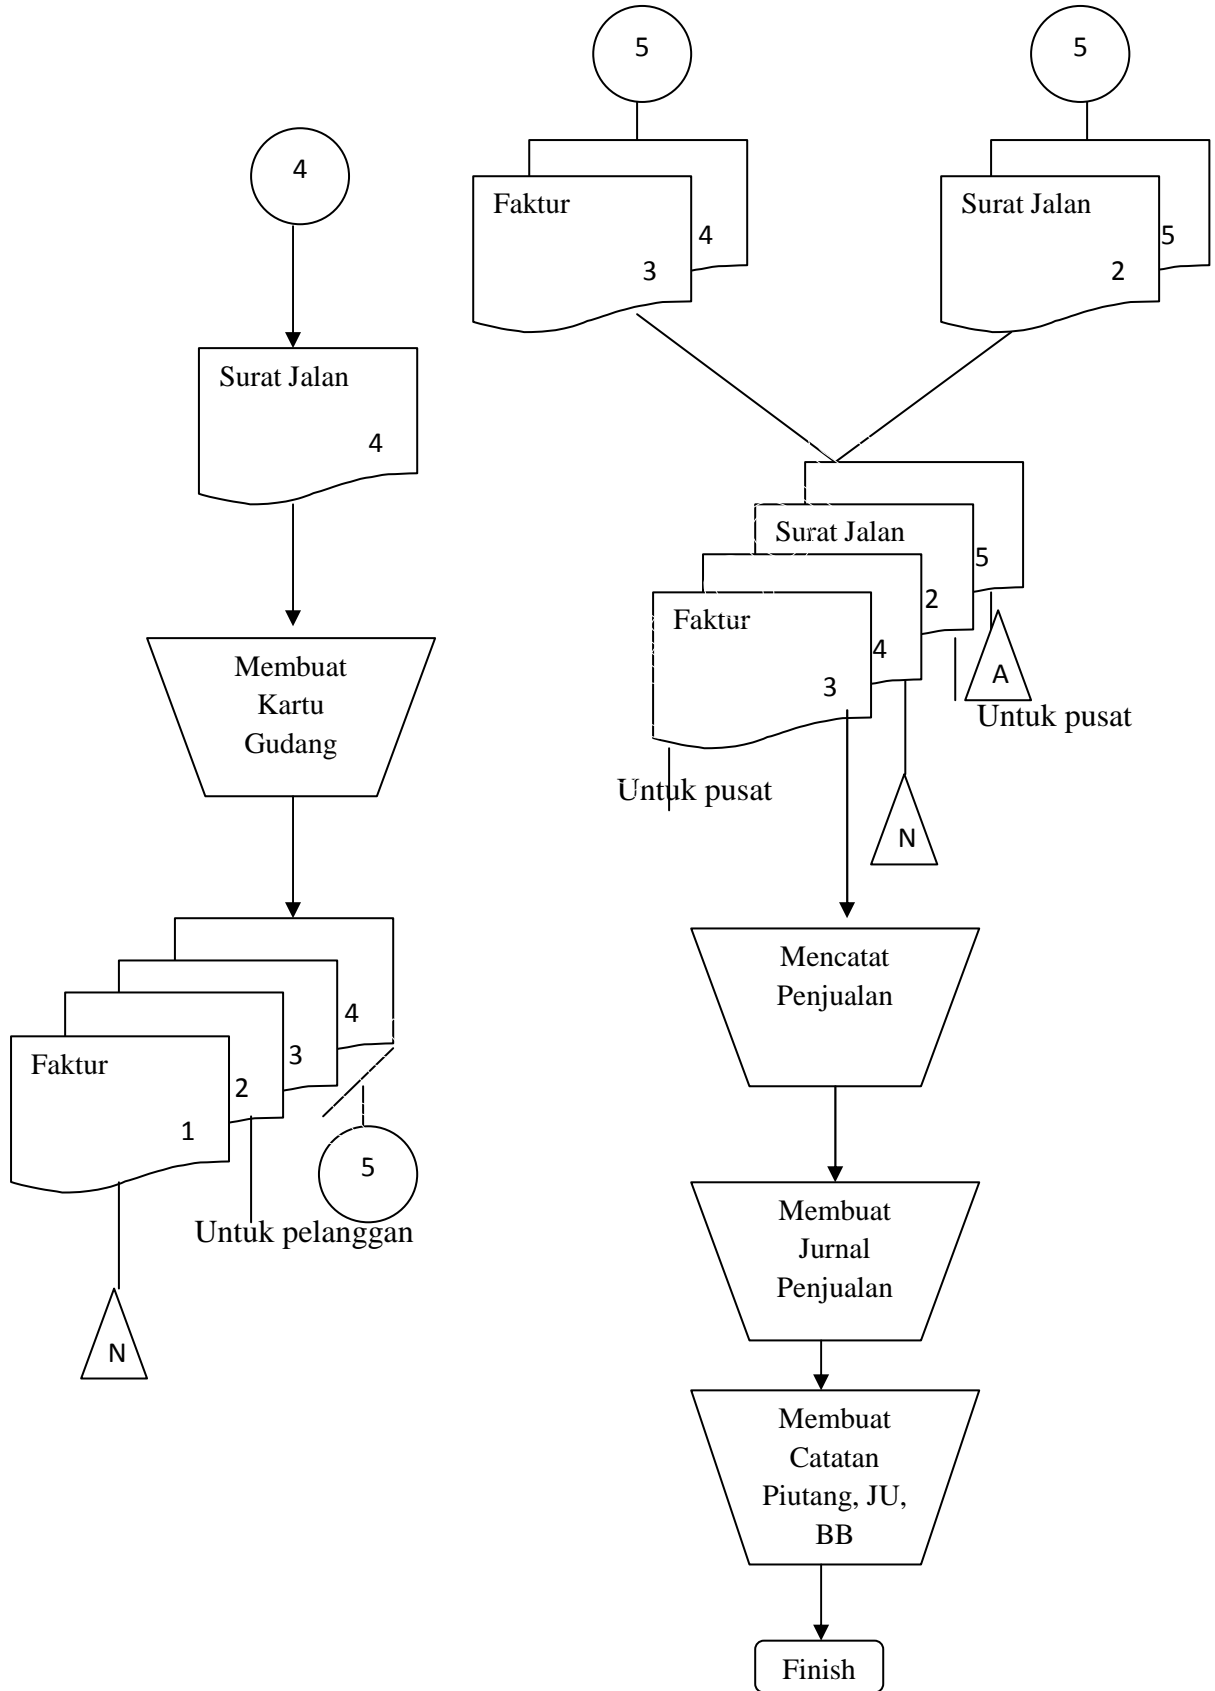 4
Surat Jalan
4
Membuat
Kartu
Gudang
Faktur
1
2
3
4
5
Untuk pelanggan
N
5
Faktur
3
4
5
Surat Jalan
2
5
Surat Jalan
5
2
Faktur
4
3
A
Untuk pusat
Untuk pusat
N
Mencatat
Penjualan
Membuat
Jurnal
Penjualan
Membuat
Catatan
Piutang, JU,
BB
Finish